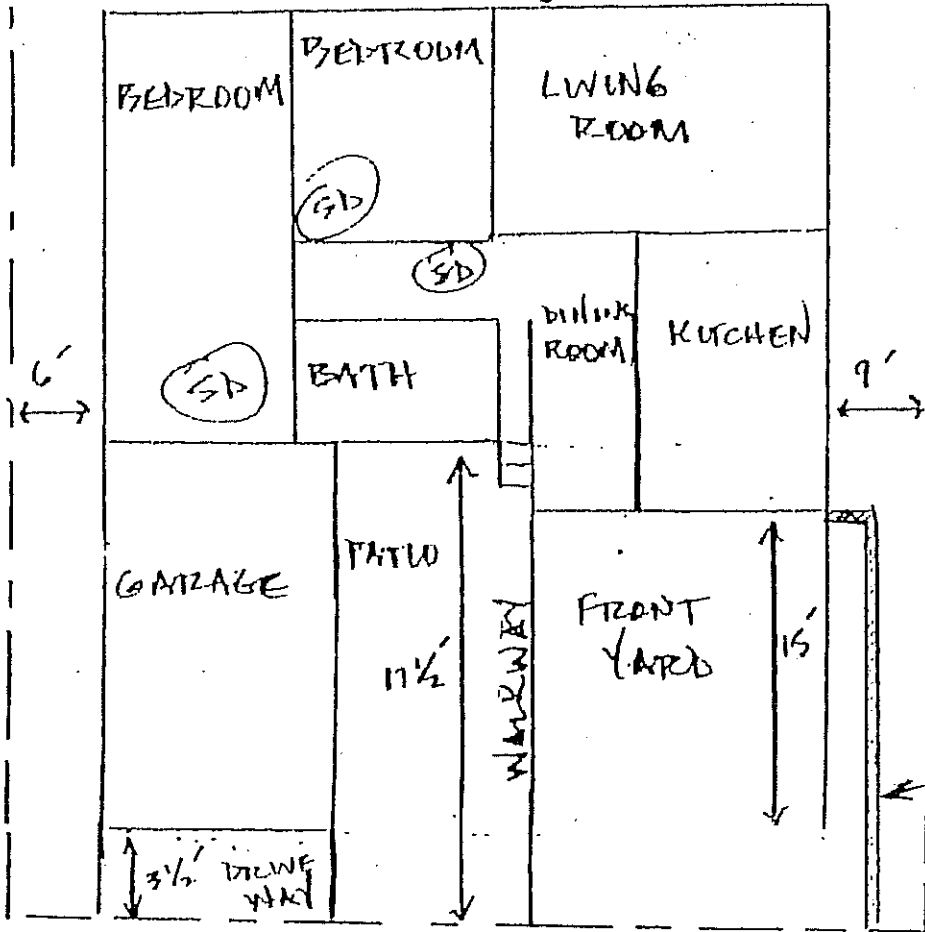 BEDROOM
BEDROOM
LIVING
ROOM
SD
SD
DINING
ROOM
KITCHEN
6'
SD
BATH
9'
GARAGE
PATIO
17½'
WALKWAY
FRONT
YARD
15'
3½' DRIVE
WAY